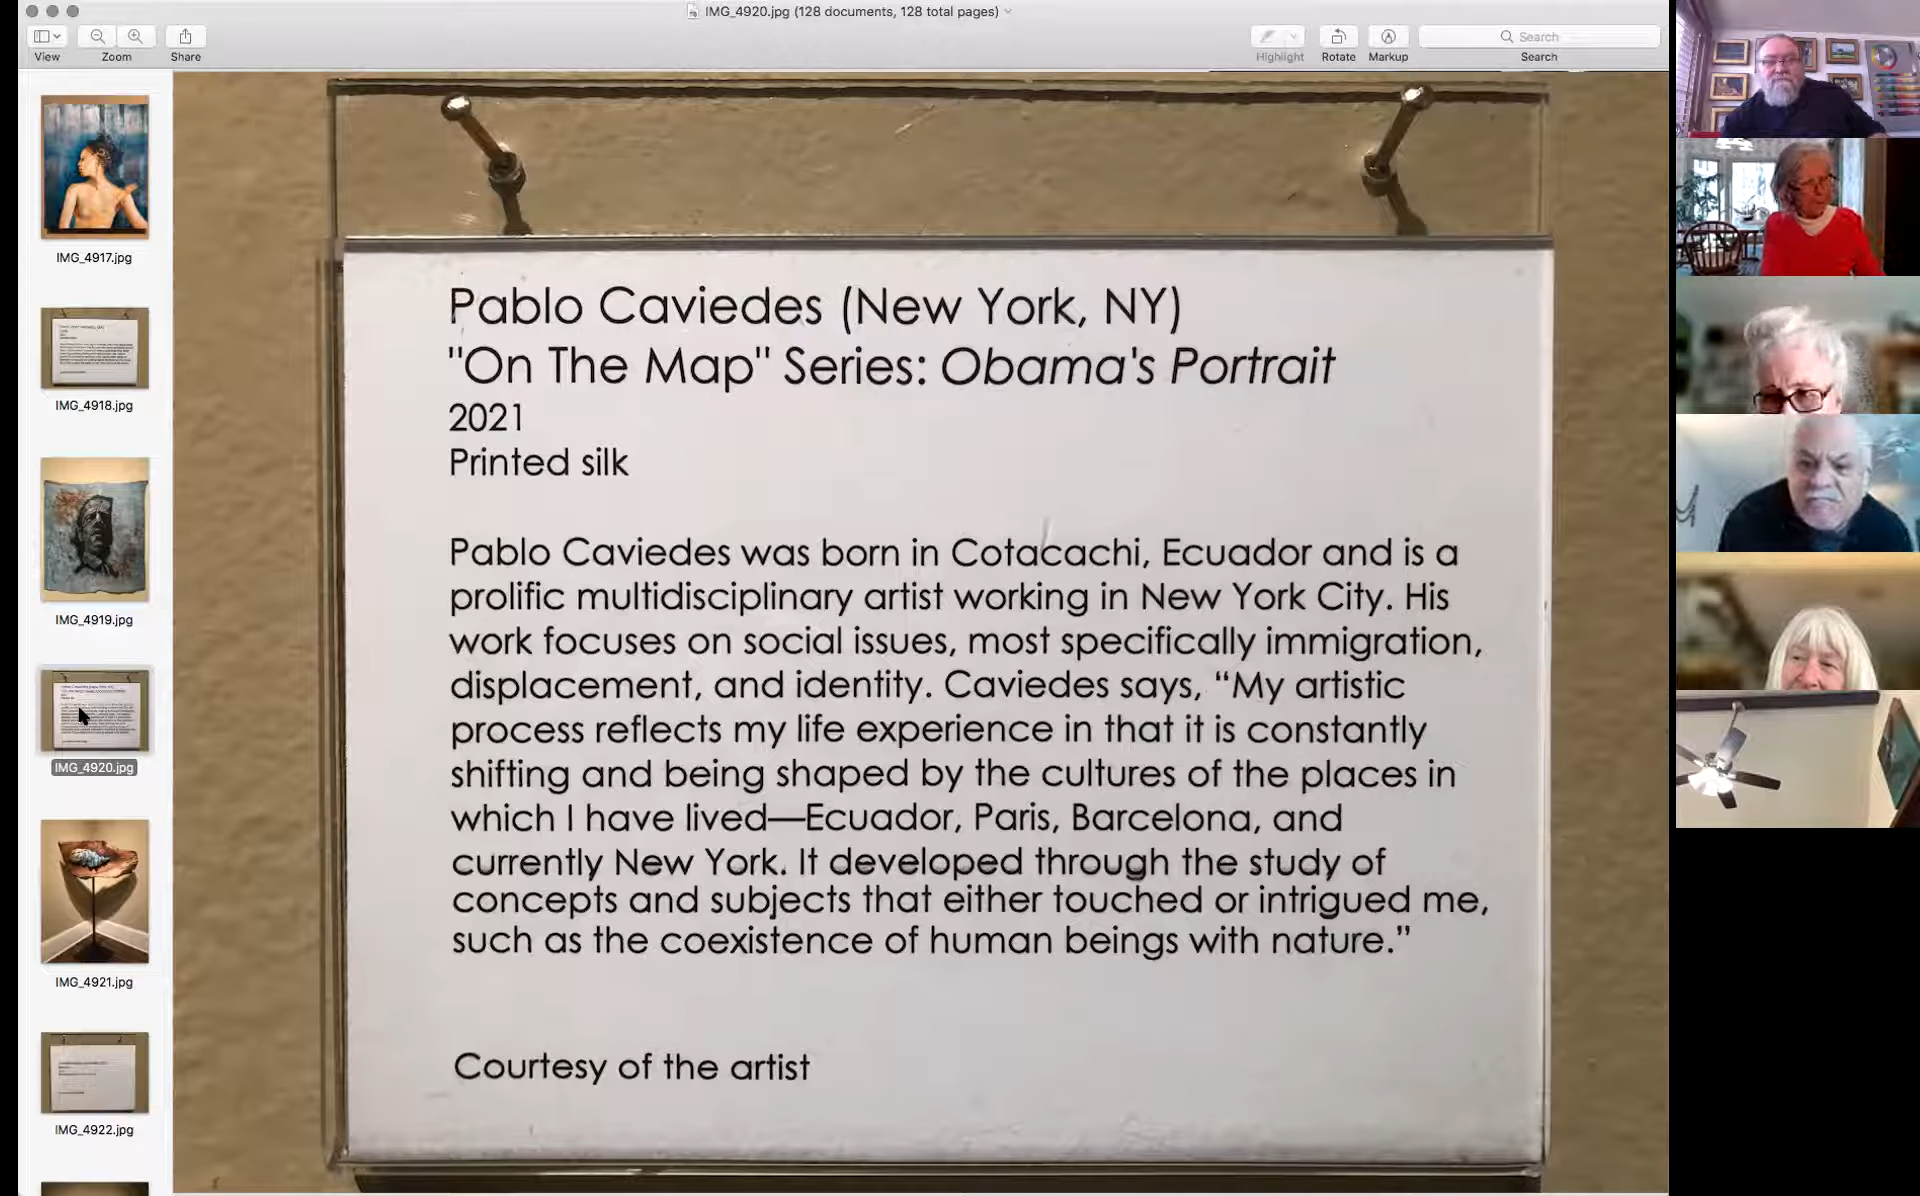 IMG_4920.jpg (128 documents, 128 total pages)
View
Zoom
Share
Highlight
Rotate
Markup
Search
Search
IMG_4917.jpg
IMG_4918.jpg
IMG_4919.jpg
IMG_4920.jpg
IMG_4921.jpg
IMG_4922.jpg
Pablo Caviedes (New York, NY)
"On The Map" Series: Obama's Portrait
2021
Printed silk
Pablo Caviedes was born in Cotacachi, Ecuador and is a
prolific multidisciplinary artist working in New York City. His
work focuses on social issues, most specifically immigration,
displacement, and identity. Caviedes says, “My artistic
process reflects my life experience in that it is constantly
shifting and being shaped by the cultures of the places in
which I have lived—Ecuador, Paris, Barcelona, and
currently New York. It developed through the study of
concepts and subjects that either touched or intrigued me,
such as the coexistence of human beings with nature.”
Courtesy of the artist